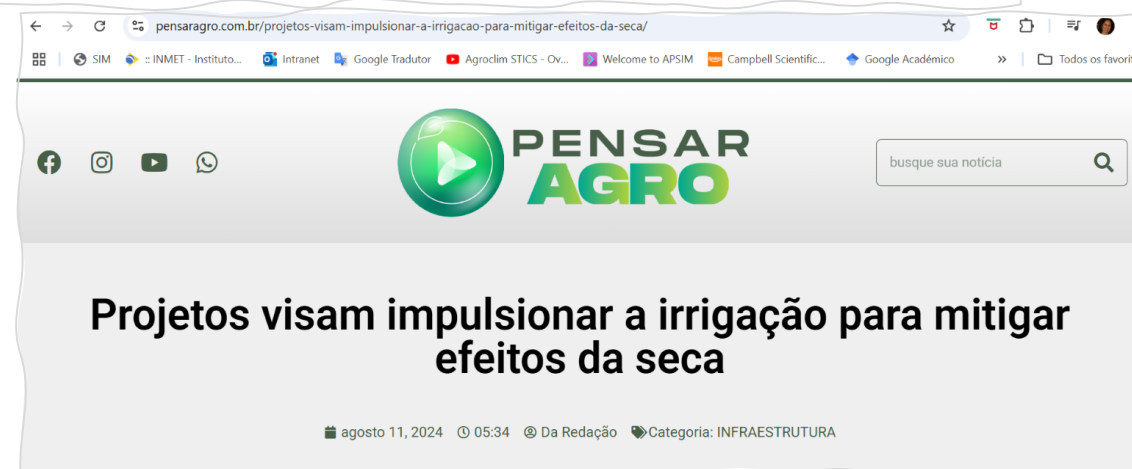 pensaragro.com.br/projetos-visam-impulsionar-a-irrigacao-para-mitigar-efeitos-da-seca/
SIM :: INMET - Instituto... Intranet Google Tradutor Agroclim STICS - Ov... Welcome to APSIM Campbell Scientific... Google Académico » Todos os favorit
PENSAR
AGRO
busque sua notícia
Projetos visam impulsionar a irrigação para mitigar
efeitos da seca
agosto 11, 2024 05:34 Da Redação Categoria: INFRAESTRUTURA